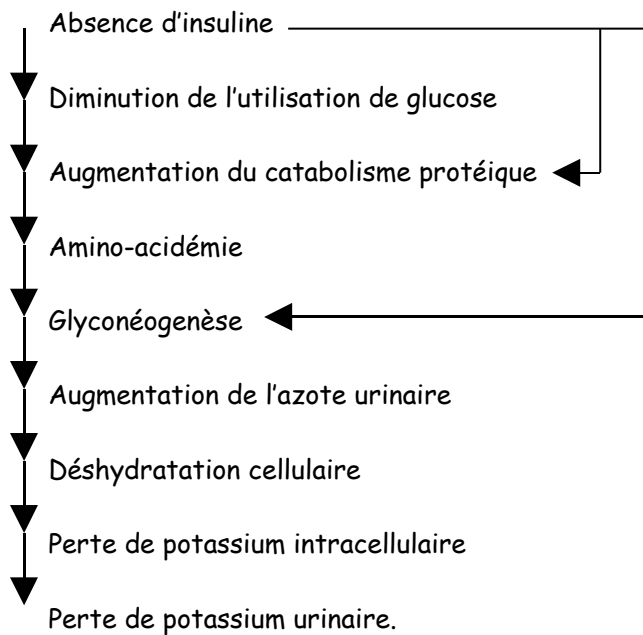 Absence d'insuline
Diminution de l'utilisation de glucose
Augmentation du catabolisme protéique
Amino-acidémie
Glyconéogenèse
Augmentation de l'azote urinaire
Déshydratation cellulaire
Perte de potassium intracellulaire
Perte de potassium urinaire.